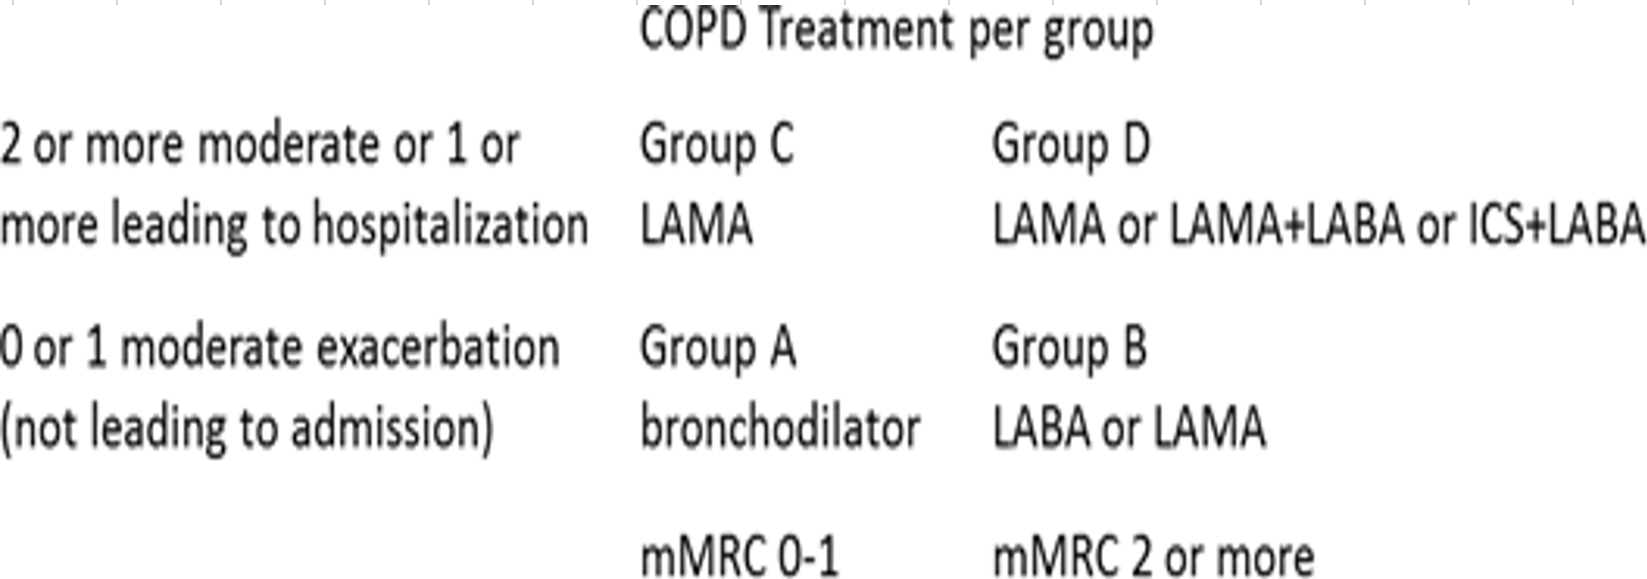 COPD Treatment per group
2 or more moderate or 1 or
more leading to hospitalization
Group C
LAMA
Group D
LAMA or LAMA+LABA or ICS+LABA
0 or 1 moderate exacerbation
(not leading to admission)
Group A
bronchodilator
Group B
LABA or LAMA
mMRC 0-1
mMRC 2 or more